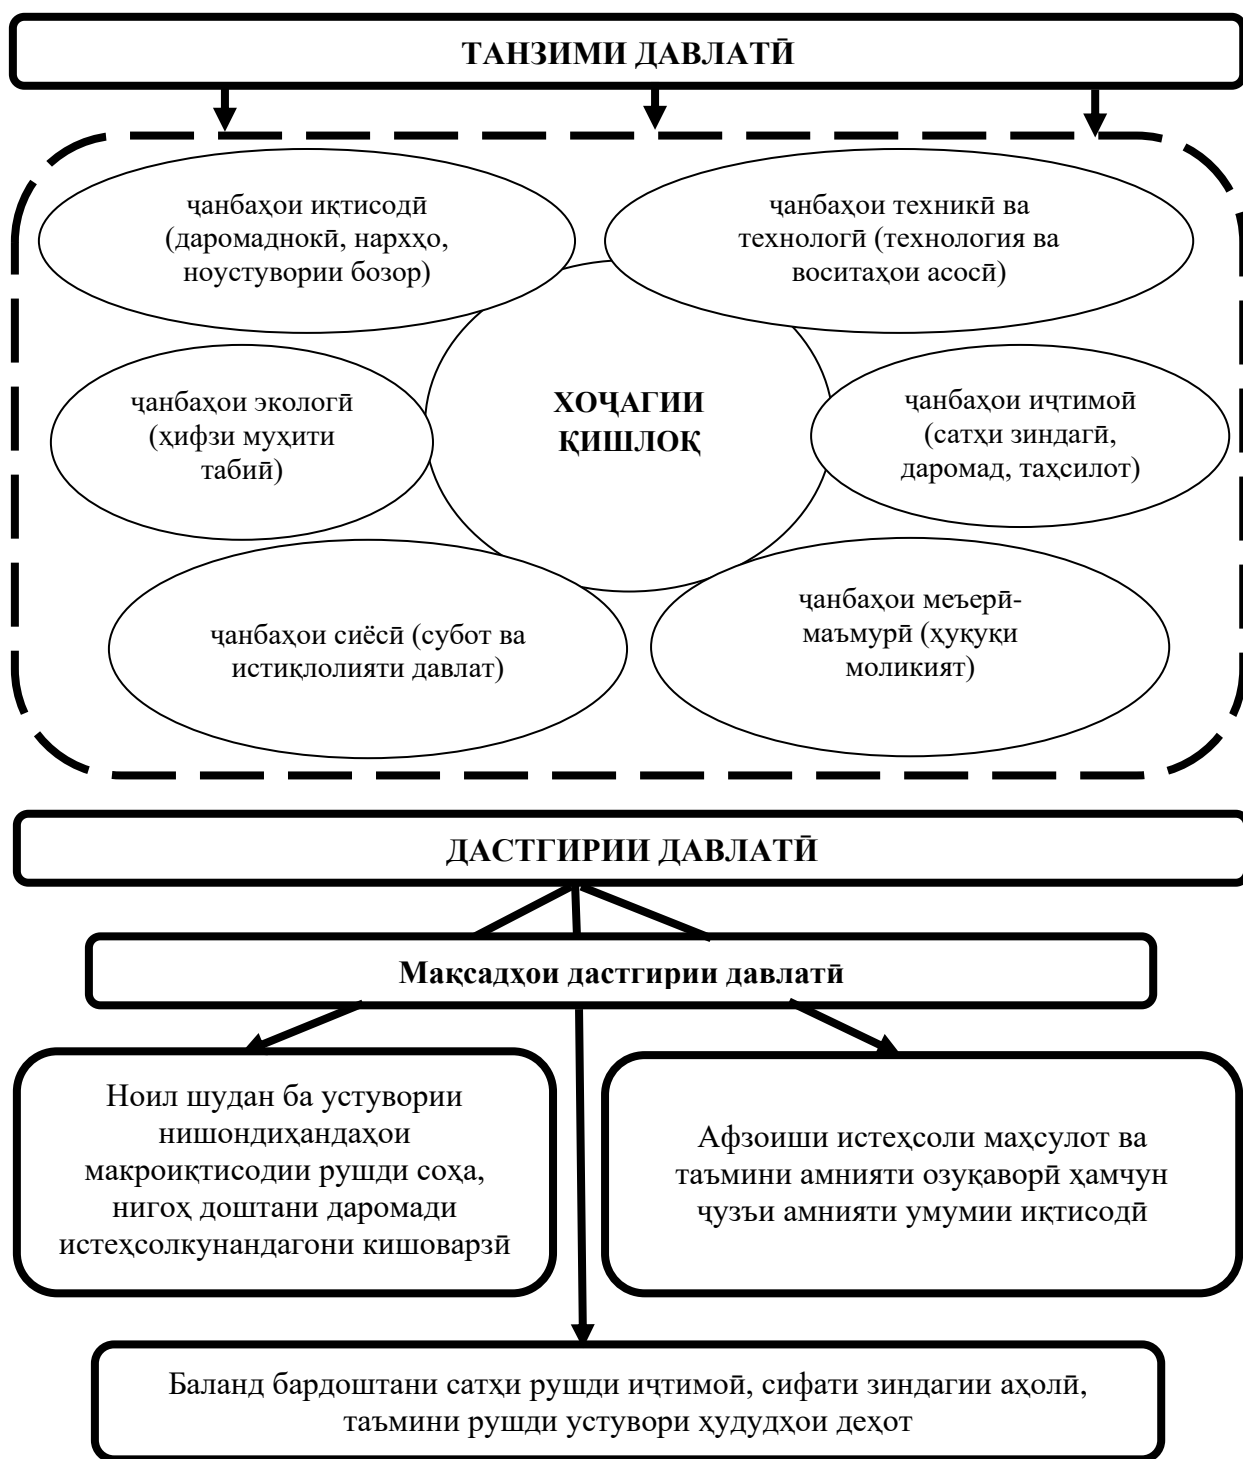 ТАНЗИМИ ДАВЛАТӢ
ҷанбаҳои иқтисодӣ
(даромаднокӣ, нархҳо,
ноустувории бозор)
ҷанбаҳои техникӣ ва
технологӣ (технология ва
воситаҳои асосӣ)
ҷанбаҳои экологӣ
(ҳифзи муҳити
табиӣ)
ХОҶАГИИ
ҚИШЛОҚ
ҷанбаҳои иҷтимоӣ
(сатҳи зиндагӣ,
даромад, таҳсилот)
ҷанбаҳои сиёсӣ (субот ва
истиқлолияти давлат)
ҷанбаҳои меъерӣ-
маъмурӣ (ҳуқуқи
моликият)
ДАСТГИРИИ ДАВЛАТӢ
Мақсадҳои дастгирии давлатӣ
Ноил шудан ба устувории
нишондиҳандаҳои
макроиқтисодии рушди соҳа,
нигоҳ доштани даромади
истеҳсолкунандагони кишоварзӣ
Афзоиши истеҳсоли маҳсулот ва
таъмини амнияти озуқаворӣ ҳамчун
ҷузъи амнияти умумии иқтисодӣ
Баланд бардоштани сатҳи рушди иҷтимоӣ, сифати зиндагии аҳолӣ,
таъмини рушди устувори ҳудудҳои деҳот